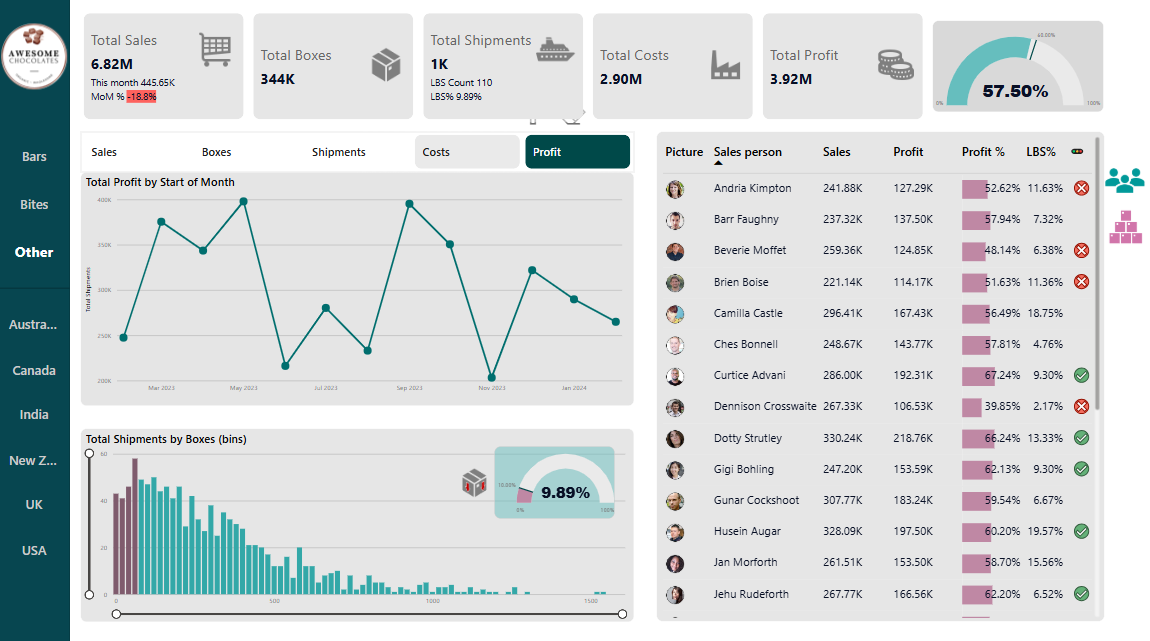 AWESOME
CHOCOLATES
Bars
Bites
Other
Austra...
Canada
India
New Z...
UK
USA
Total Sales
6.82M
This month 445.65K
MoM % -18.8%
Total Boxes
344K
Total Shipments
1K
LBS Count 110
LBS% 9.89%
Total Costs
2.90M
Total Profit
3.92M
60.00%
57.50%
0% 100%
Sales Boxes Shipments Costs Profit
Total Profit by Start of Month
Total Shipments
400K
350K
300K
250K
200K
Mar 2023 May 2023 Jul 2023 Sep 2023 Nov 2023 Jan 2024
Total Shipments by Boxes (bins)
60
40
20
0
0 500 1000 1500
10.00%
9.89%
0% 100%
Picture Sales person Sales Profit Profit % LBS%
Andria Kimpton 241.88K 127.29K 52.62% 11.63%
Barr Faughny 237.32K 137.50K 57.94% 7.32%
Beverie Moffet 259.36K 124.85K 48.14% 6.38%
Brien Boise 221.14K 114.17K 51.63% 11.36%
Camilla Castle 296.41K 167.43K 56.49% 18.75%
Ches Bonnell 248.67K 143.77K 57.81% 4.76%
Curtice Advani 286.00K 192.31K 67.24% 9.30%
Dennison Crosswaite 267.33K 106.53K 39.85% 2.17%
Dotty Strutley 330.24K 218.76K 66.24% 13.33%
Gigi Bohling 247.20K 153.59K 62.13% 9.30%
Gunar Cockshoot 307.77K 183.24K 59.54% 6.67%
Husein Augar 328.09K 197.50K 60.20% 19.57%
Jan Morforth 261.51K 153.50K 58.70% 15.56%
Jehu Rudeforth 267.77K 166.56K 62.20% 6.52%